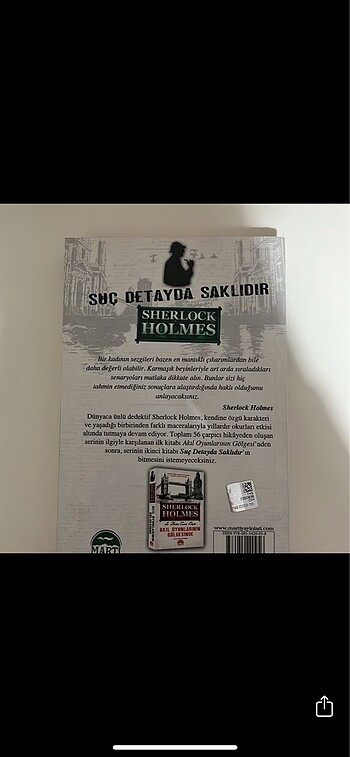 SUÇ DETAYDA SAKLIDIR
SHERLOCK
HOLMES
Bir kadının sezgileri bazen en mantıklı çıkarımlardan bile
daha değerli olabilir. Karmaşık beyinleriyle art arda sıraladıkları
senaryoları mutlaka dikkate alın. Bunlar sizi hiç
tahmin etmediğiniz sonuçlara ulaştırdığında haklı olduğumu
anlayacaksınız.
Sherlock Holmes
Dünyaca ünlü dedektif Sherlock Holmes, kendine özgü karakteri
ve yaşadığı birbirinden farklı maceralarıyla yıllardır okurları etkisi
altında tutmaya devam ediyor. Toplam 56 çarpıcı hikâyeden oluşan
serinin ilgiyle karşılanan ilk kitabı Akıl Oyunlarının Gölgesi'nden
sonra, serinin ikinci kitabı Suç Detayda Saklıdır'ın
bitmesini istemeyeceksiniz.
SHERLOCK
HOLMES
AKIL OYUNLARININ
GÖLGESİNDE
MARTI
www.martiyayinlari.com